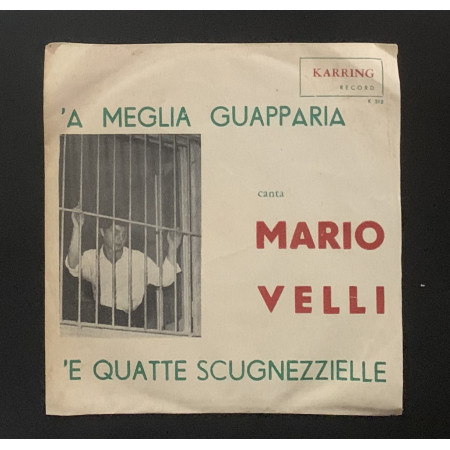 KARRING
RECORD
'A MEGLIA GUAPPARIA
canta
MARIO
VELLI
'E QUATTE SCUGNEZZIELLE